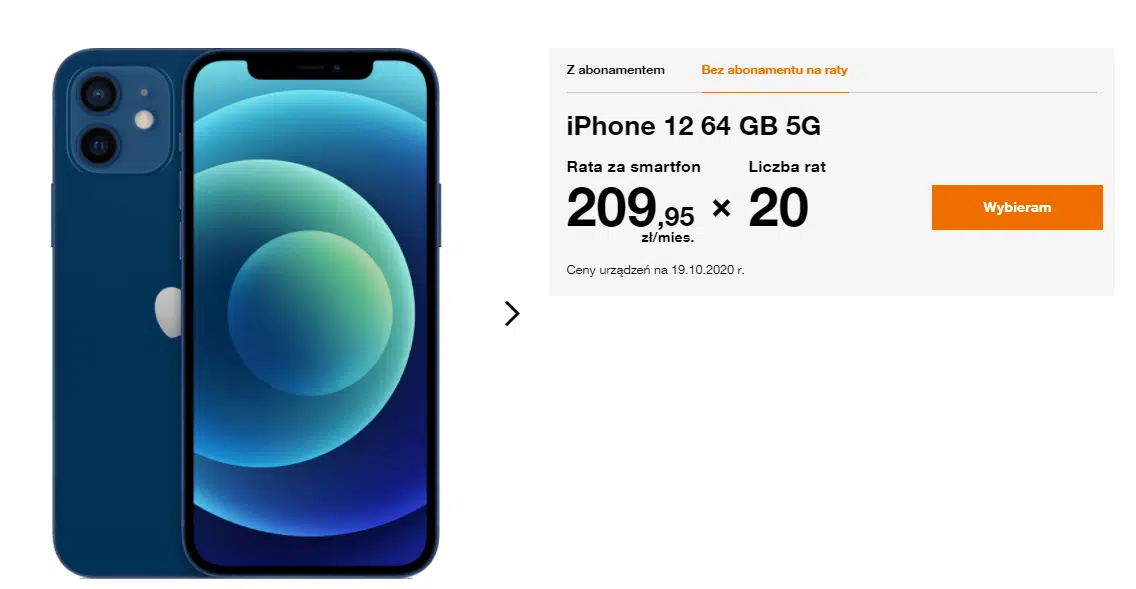 Z abonamentem
Bez abonamentu na raty
iPhone 12 64 GB 5G
Rata za smartfon
Liczba rat
209,95 × 20
zł/mies.
Wybieram
Ceny urządzeń na 19.10.2020 r.